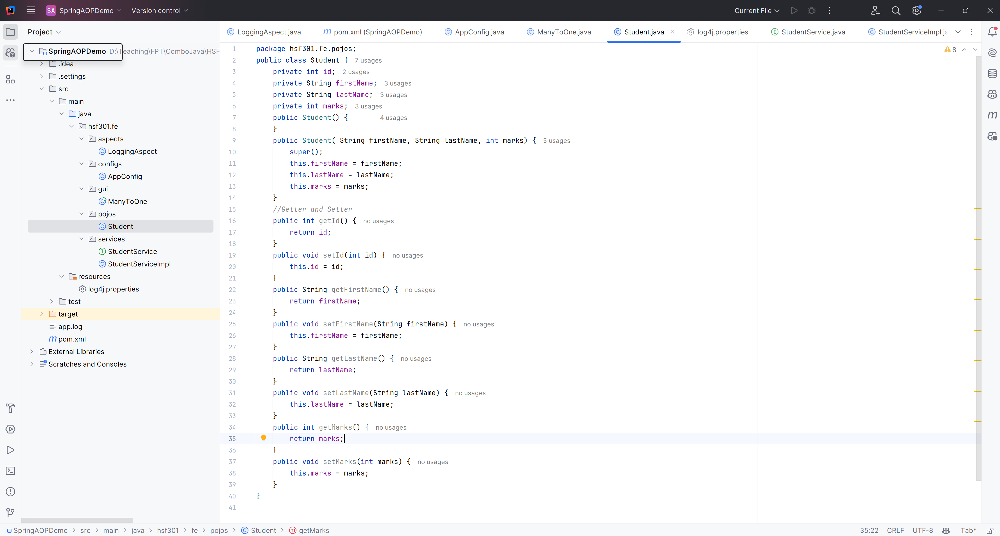 SA SpringAOPDemo Version control Current File
Project
SpringAOPDemo D:\Teaching\FPT\ComboJava\HSF
.idea
.settings
src
main
java
hsf301.fe
aspects
LoggingAspect
configs
AppConfig
gui
ManyToOne
pojos
Student
services
StudentService
StudentServiceImpl
resources
log4j.properties
test
target
app.log
pom.xml
External Libraries
Scratches and Consoles
LoggingAspect.java pom.xml (SpringAOPDemo) AppConfig.java ManyToOne.java Student.java log4j.properties StudentService.java StudentServiceImpl.ja
8
1 package hsf301.fe.pojos;
2 public class Student { 7 usages
3 private int id; 2 usages
4 private String firstName; 3 usages
5 private String lastName; 3 usages
6 private int marks; 3 usages
7 public Student() { 4 usages
8 }
9 public Student( String firstName, String lastName, int marks) { 5 usages
10 super();
11 this.firstName = firstName;
12 this.lastName = lastName;
13 this.marks = marks;
14 }
15 //Getter and Setter
16 public int getId() { no usages
17 return id;
18 }
19 public void setId(int id) { no usages
20 this.id = id;
21 }
22 public String getFirstName() { no usages
23 return firstName;
24 }
25 public void setFirstName(String firstName) { no usages
26 this.firstName = firstName;
27 }
28 public String getLastName() { no usages
29 return lastName;
30 }
31 public void setLastName(String lastName) { no usages
32 this.lastName = lastName;
33 }
34 public int getMarks() { no usages
35 return marks;
36 }
37 public void setMarks(int marks) { no usages
38 this.marks = marks;
39 }
40 }
41
SpringAOPDemo > src > main > java > hsf301 > fe > pojos > Student > getMarks 35:22 CRLF UTF-8 Tab*